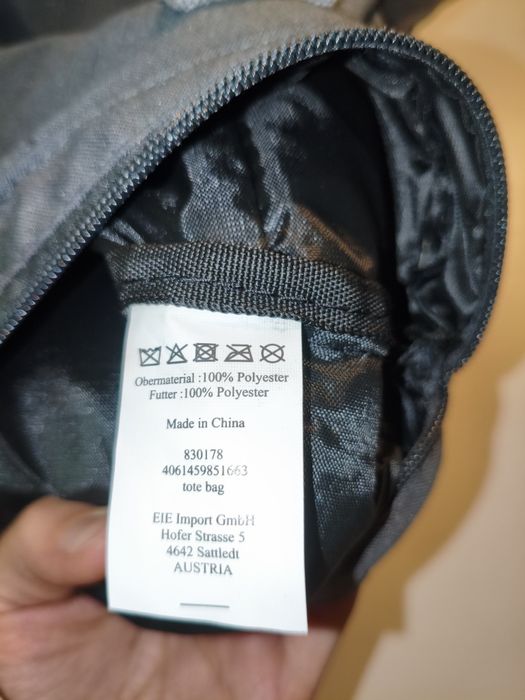 Obermaterial :100% Polyester
Futter :100% Polyester
Made in China
830178
4061459851663
tote bag
EIE Import GmbH
Hofer Strasse 5
4642 Sattledt
AUSTRIA